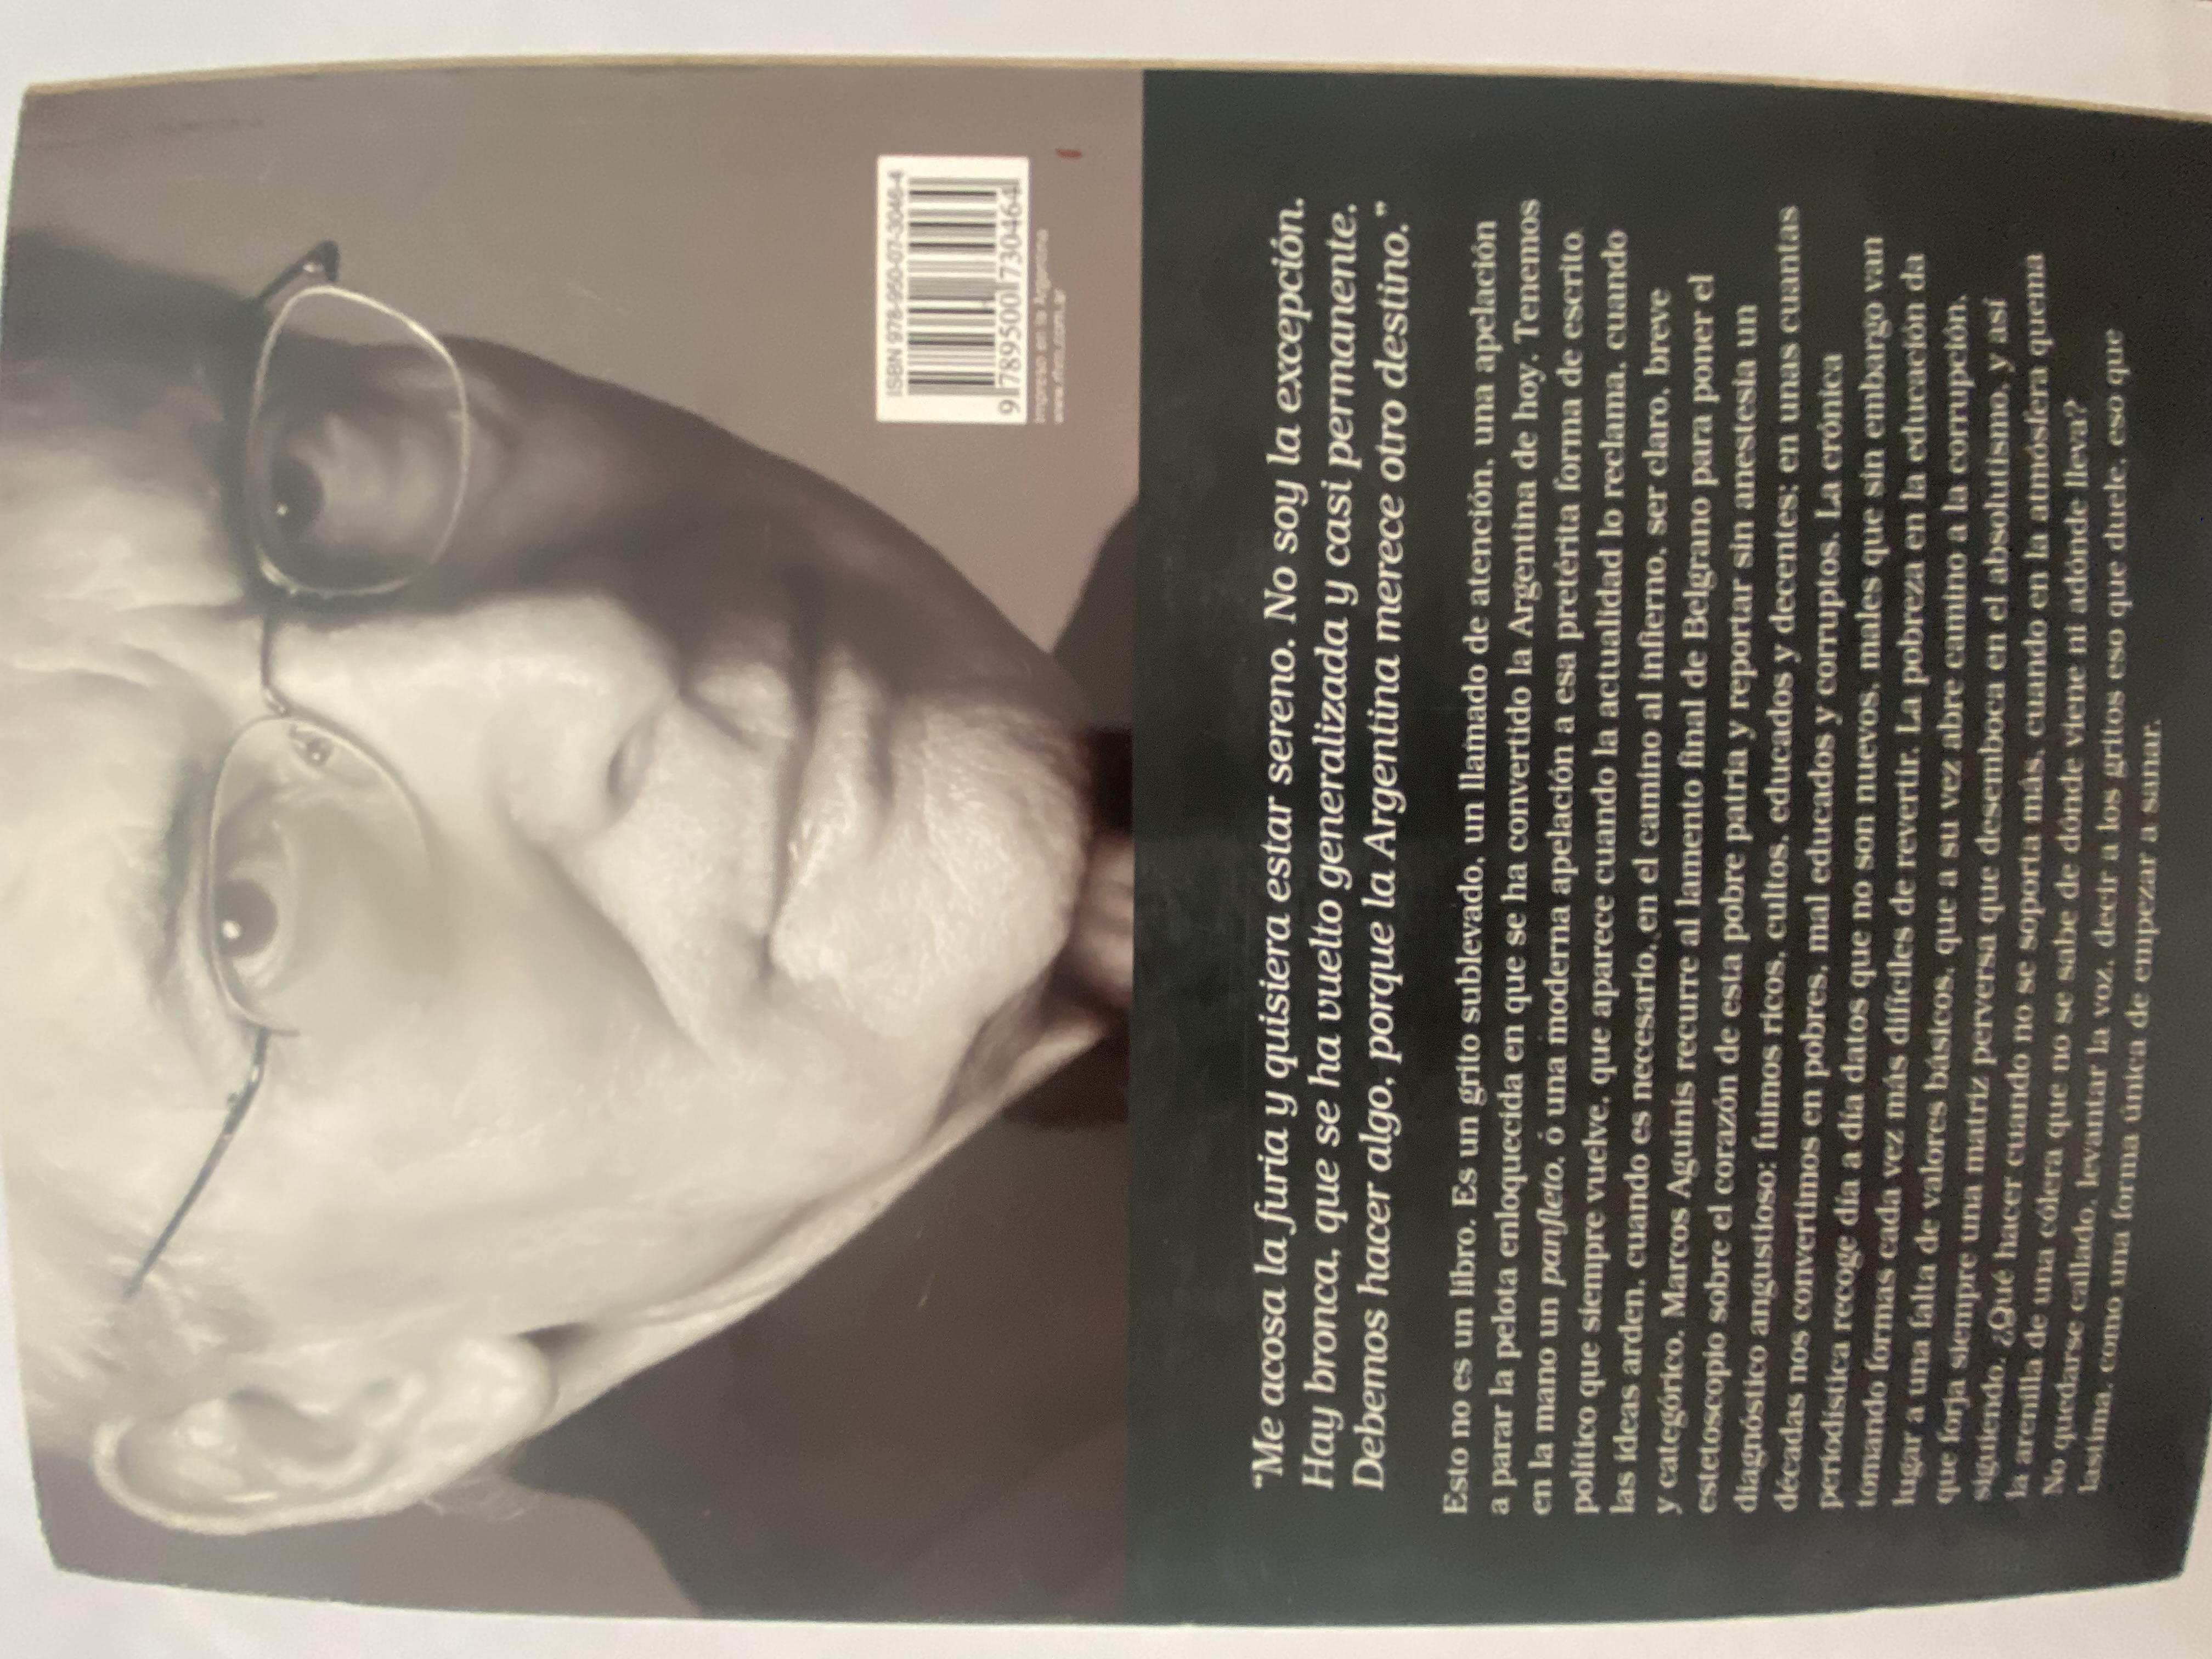 ISBN 978-950-07-3046-4
9 789500 730464
Impreso en la Argentina
www.rhm.com.ar
“Me acosa la furia y quisiera estar sereno. No soy la excepción.
Hay bronca, que se ha vuelto generalizada y casi permanente.
Debemos hacer algo, porque la Argentina merece otro destino.”
Esto no es un libro. Es un grito sublevado, un llamado de atención, una apelación
a parar la pelota enloquecida en que se ha convertido la Argentina de hoy. Tenemos
en la mano un panfleto, o una moderna apelación a esa pretérita forma de escrito
político que siempre vuelve, que aparece cuando la actualidad lo reclama, cuando
las ideas arden, cuando es necesario, en el camino al infierno, ser claro, breve
y categórico. Marcos Aguinis recurre al lamento final de Belgrano para poner el
estetoscopio sobre el corazón de esta pobre patria y reportar sin anestesia un
diagnóstico angustioso: fuimos ricos, cultos, educados y decentes; en unas cuantas
décadas nos convertimos en pobres, mal educados y corruptos. La crónica
periodística recoge día a día datos que no son nuevos, males que sin embargo van
tomando formas cada vez más difíciles de revertir. La pobreza en la educación da
lugar a una falta de valores básicos, que a su vez abre camino a la corrupción,
que forja siempre una matriz perversa que desemboca en el absolutismo, y así
siguiendo. ¿Qué hacer cuando no se soporta más, cuando en la atmósfera quema
la arenilla de una cólera que no se sabe de dónde viene ni adónde lleva?
No quedarse callado, levantar la voz, decir a los gritos eso que duele, eso que
lastima, como una forma única de empezar a sanar.